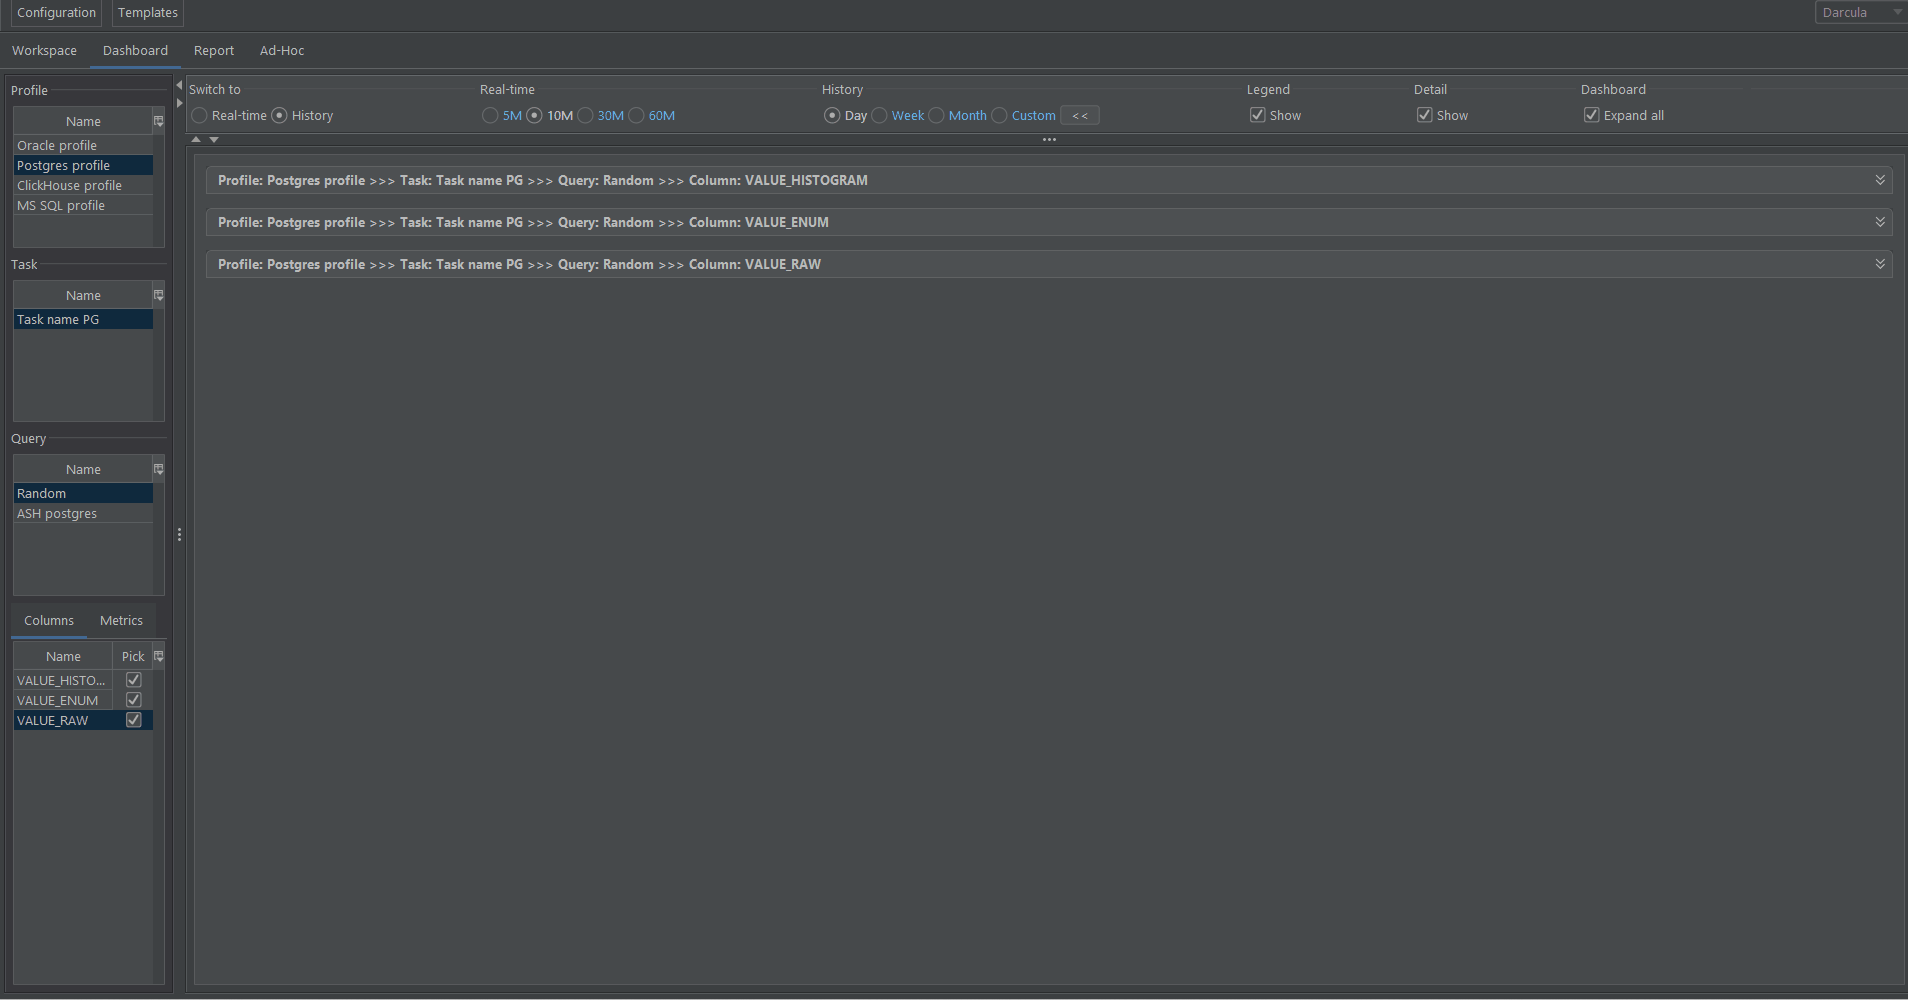 Configuration Templates Darcula
Workspace Dashboard Report Ad-Hoc
Profile
Name
Oracle profile
Postgres profile
ClickHouse profile
MS SQL profile
Task
Name
Task name PG
Query
Name
Random
ASH postgres
Columns Metrics
Name Pick
VALUE_HISTO...
VALUE_ENUM
VALUE_RAW
Switch to Real-time History Legend Detail Dashboard
Real-time History 5M 10M 30M 60M Day Week Month Custom << Show Show Expand all
Profile: Postgres profile >>> Task: Task name PG >>> Query: Random >>> Column: VALUE_HISTOGRAM
Profile: Postgres profile >>> Task: Task name PG >>> Query: Random >>> Column: VALUE_ENUM
Profile: Postgres profile >>> Task: Task name PG >>> Query: Random >>> Column: VALUE_RAW